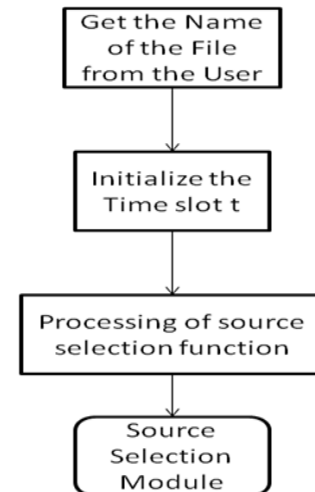 Get the Name
of the File
from the User
Initialize the
Time slot t
Processing of source
selection function
Source
Selection
Module